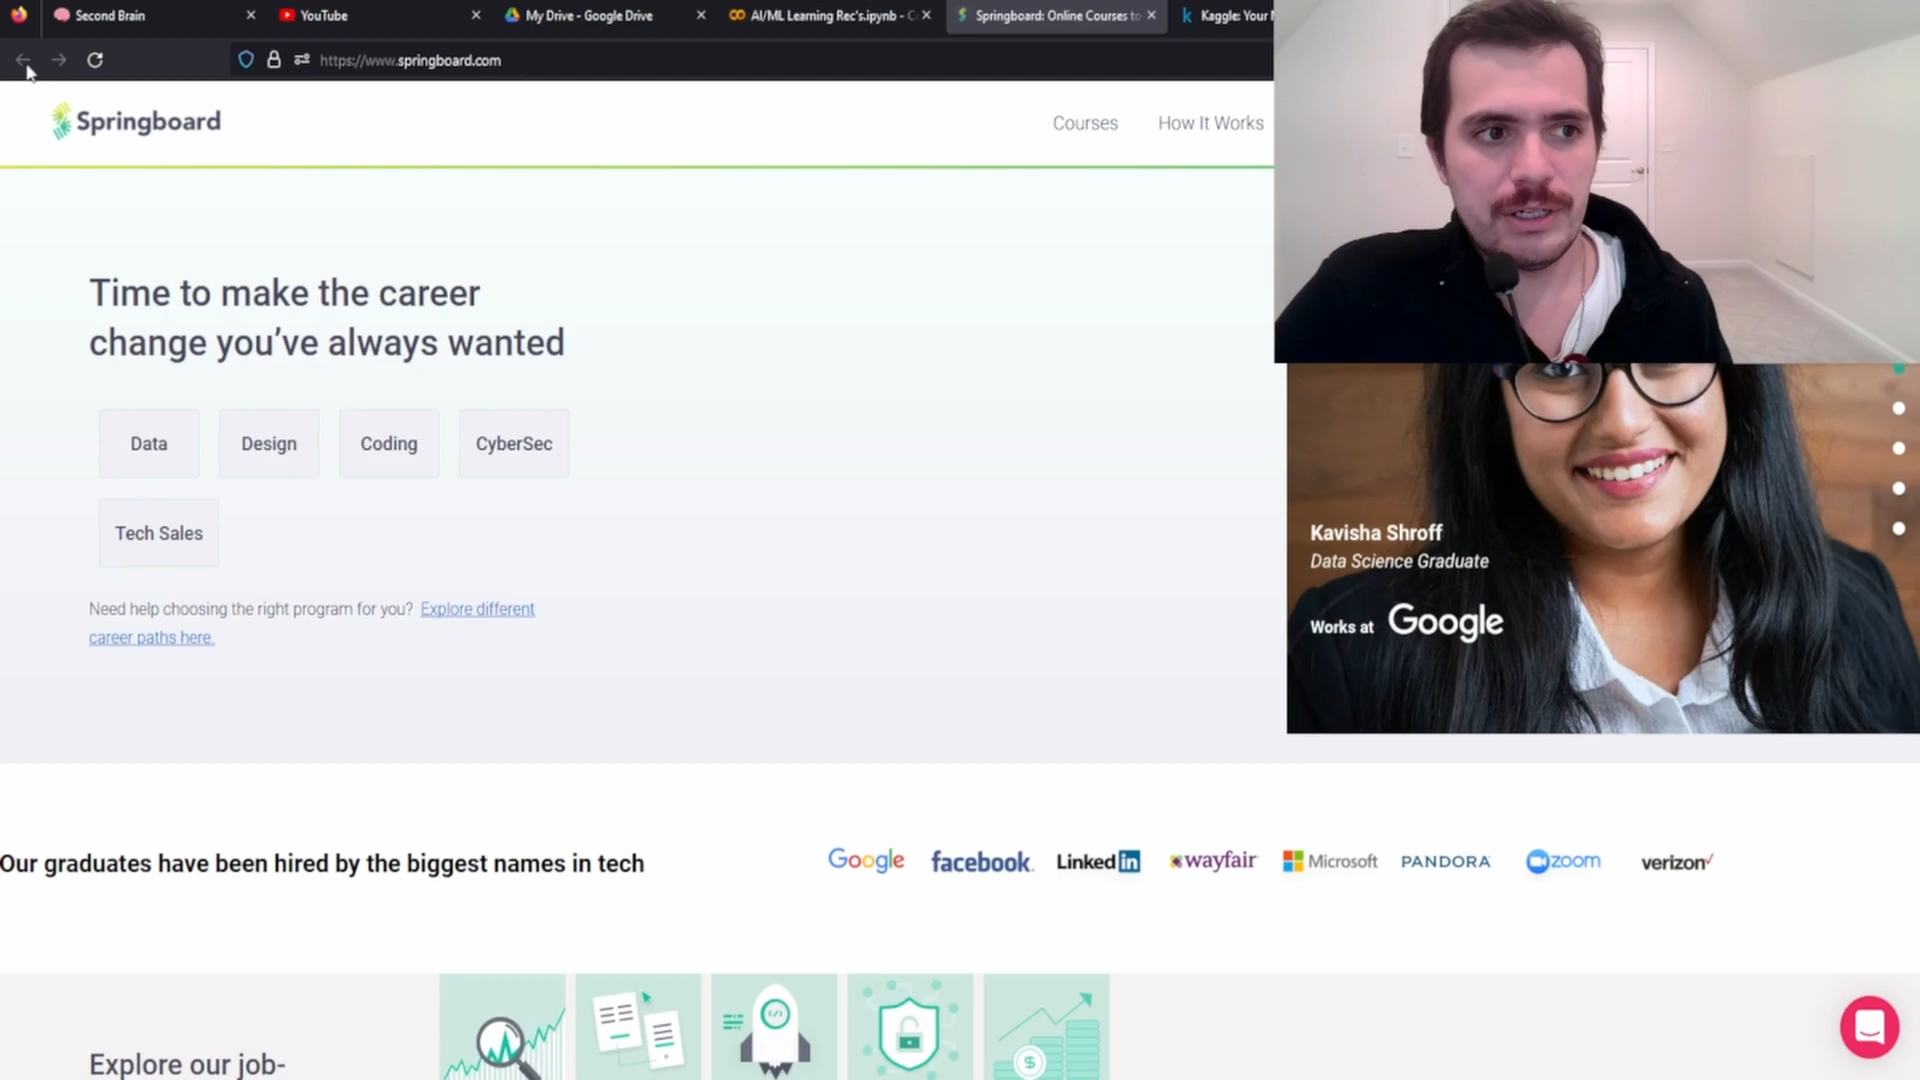 Second Brain
YouTube
My Drive - Google Drive
AI/ML Learning Rec's.ipynb - C
Springboard: Online Courses to
Kaggle: Your
https://www.springboard.com
Springboard
Courses
How It Works
Time to make the career
change you've always wanted
Data
Design
Coding
CyberSec
Tech Sales
Need help choosing the right program for you? Explore different
career paths here.
Kavisha Shroff
Data Science Graduate
Works at Google
Our graduates have been hired by the biggest names in tech
Google
facebook.
Linked in
wayfair
Microsoft
PANDORA
zoom
verizon
Explore our job-